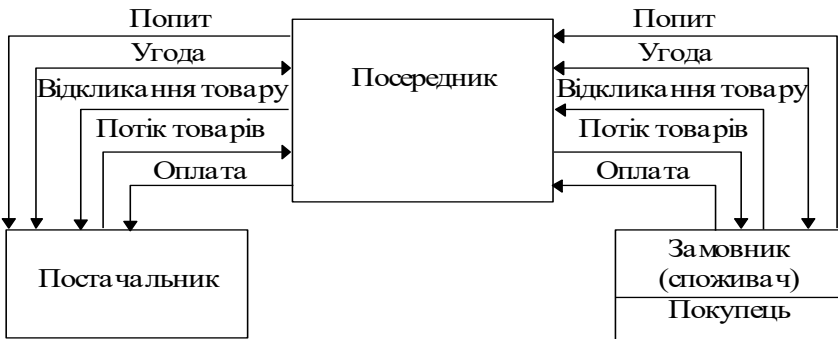 Попит
Угода
Відкликання товару
Потік товарів
Оплата
Посередник
Попит
Угода
Відкликання товару
Потік товарів
Оплата
Постачальник
Замовник
(споживач)
Покупець